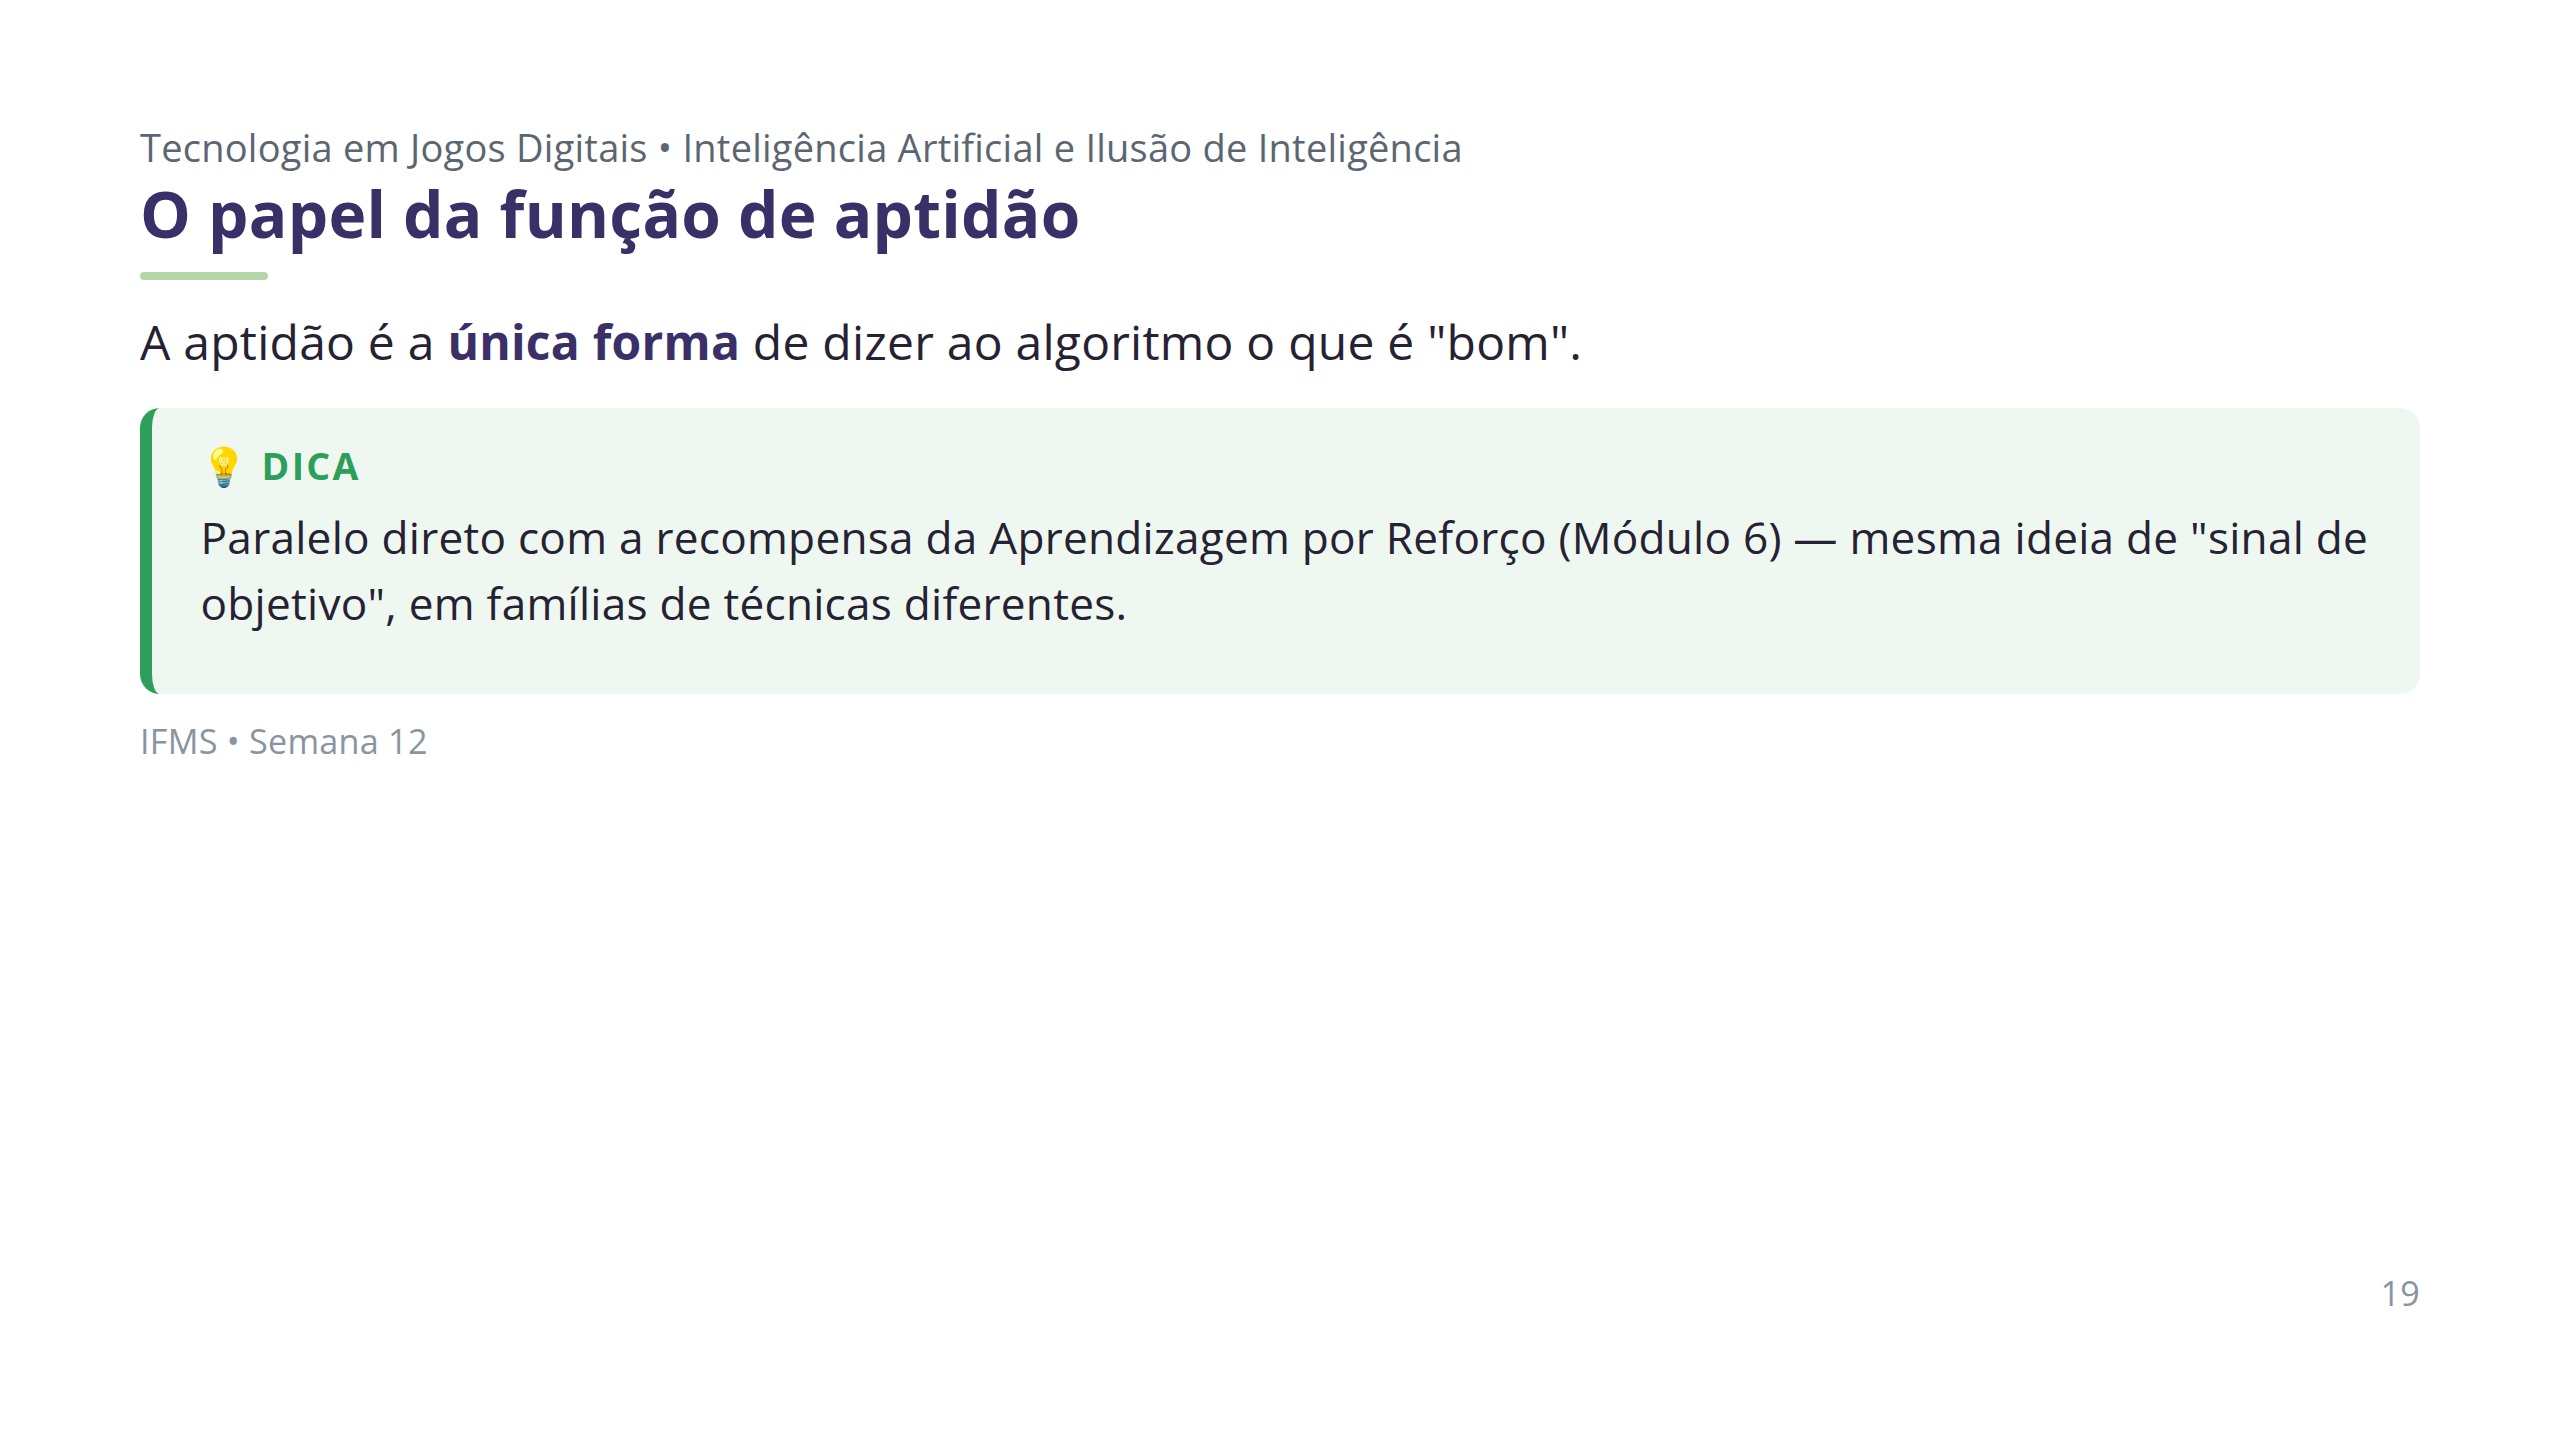 Tecnologia em Jogos Digitais • Inteligência Artificial e Ilusão de Inteligência
O papel da função de aptidão
A aptidão é a única forma de dizer ao algoritmo o que é "bom".
💡 DICA
Paralelo direto com a recompensa da Aprendizagem por Reforço (Módulo 6) — mesma ideia de "sinal de
objetivo", em famílias de técnicas diferentes.
IFMS • Semana 12
19